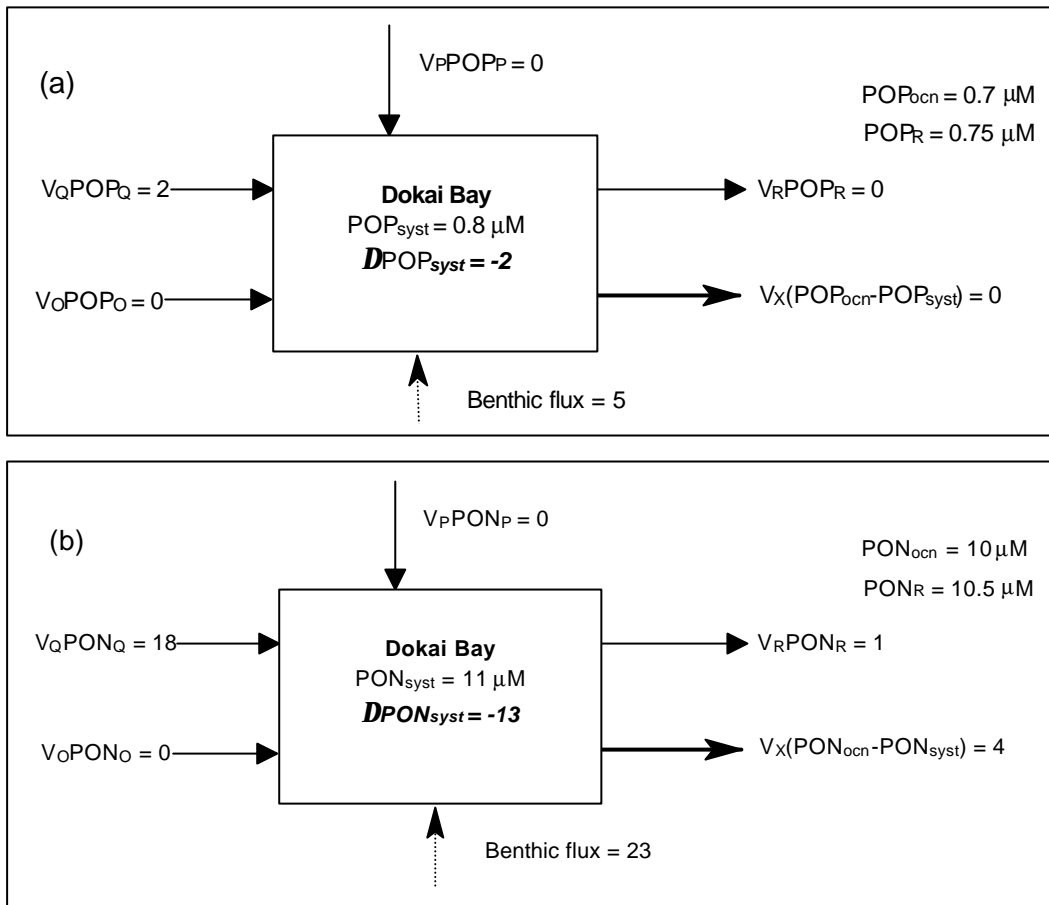 (a)
VPPOPP = 0
POPocn = 0.7 µM
POPR = 0.75 µM
VQPOPQ = 2
Dokai Bay
POPsyst = 0.8 µM
DPOPsyst = -2
VRPOPR = 0
VOPOPO = 0
VX(POPocn-POPsyst) = 0
Benthic flux = 5
(b)
VPPONP = 0
PONocn = 10 µM
PONR = 10.5 µM
VQPONQ = 18
Dokai Bay
PONsyst = 11 µM
DPONsyst = -13
VRPONR = 1
VOPONO = 0
VX(PONocn-PONsyst) = 4
Benthic flux = 23